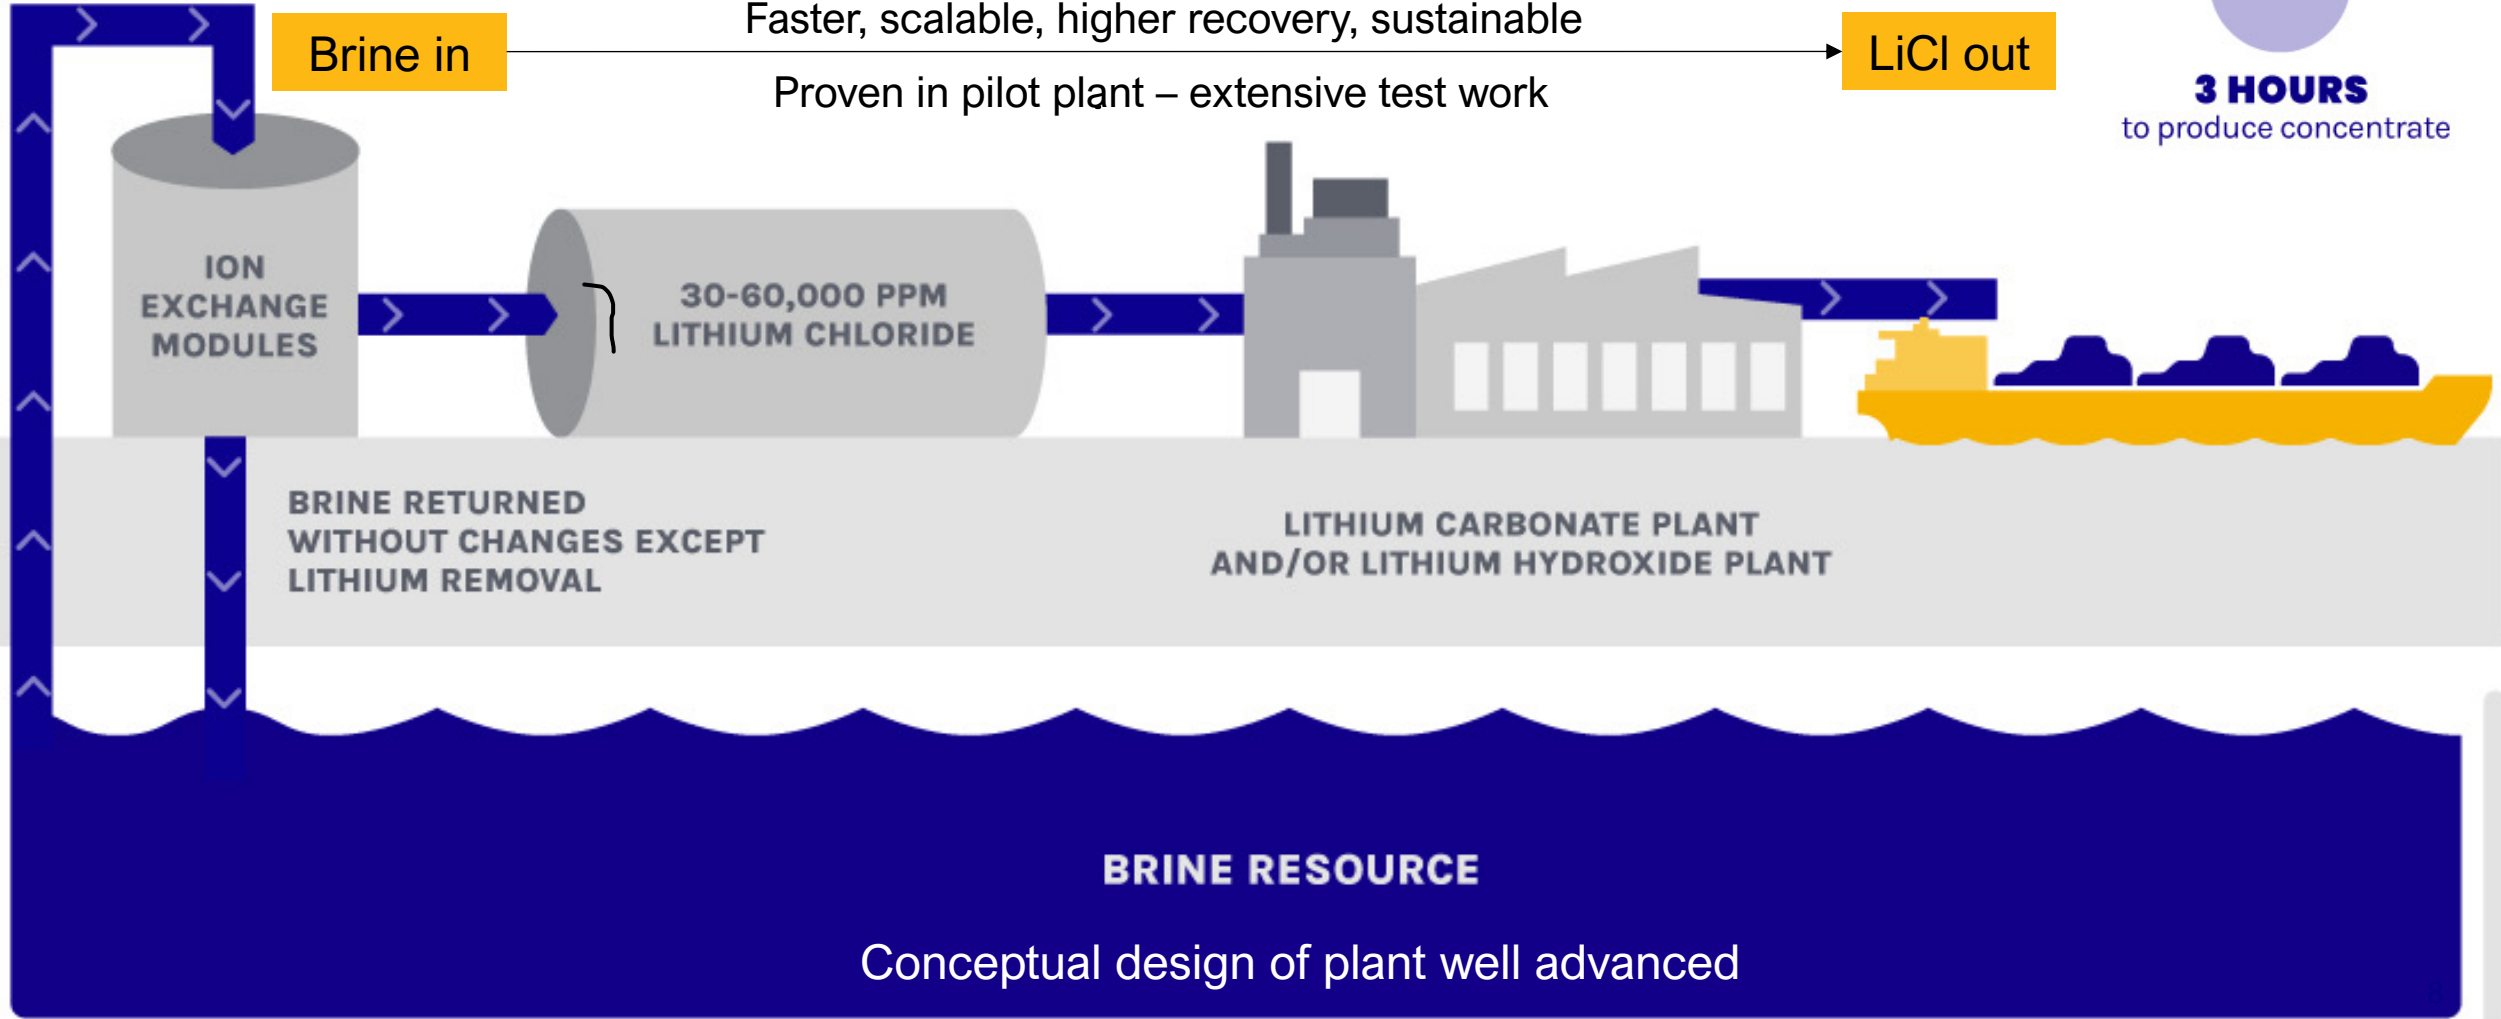 Faster, scalable, higher recovery, sustainable
Brine in
LiCl out
Proven in pilot plant – extensive test work
3 HOURS
to produce concentrate
ION
EXCHANGE
MODULES
30-60,000 PPM
LITHIUM CHLORIDE
BRINE RETURNED
WITHOUT CHANGES EXCEPT
LITHIUM REMOVAL
LITHIUM CARBONATE PLANT
AND/OR LITHIUM HYDROXIDE PLANT
BRINE RESOURCE
Conceptual design of plant well advanced